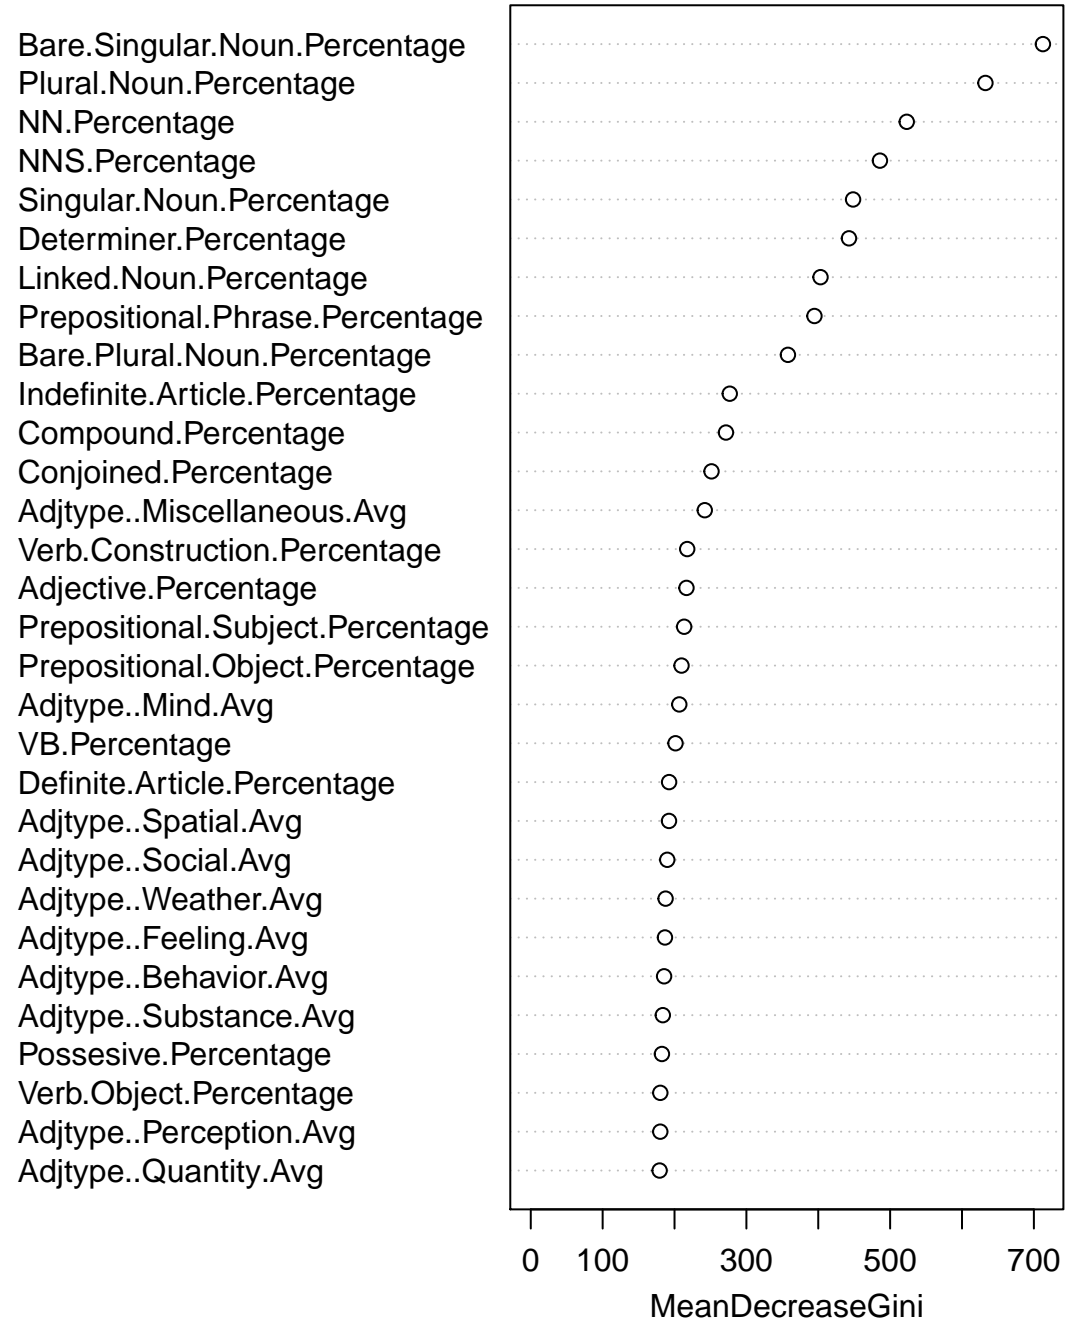 Bare.Singular.Noun.Percentage
Plural.Noun.Percentage
NN.Percentage
NNS.Percentage
Singular.Noun.Percentage
Determiner.Percentage
Linked.Noun.Percentage
Prepositional.Phrase.Percentage
Bare.Plural.Noun.Percentage
Indefinite.Article.Percentage
Compound.Percentage
Conjoined.Percentage
Adjtype..Miscellaneous.Avg
Verb.Construction.Percentage
Adjective.Percentage
Prepositional.Subject.Percentage
Prepositional.Object.Percentage
Adjtype..Mind.Avg
VB.Percentage
Definite.Article.Percentage
Adjtype..Spatial.Avg
Adjtype..Social.Avg
Adjtype..Weather.Avg
Adjtype..Feeling.Avg
Adjtype..Behavior.Avg
Adjtype..Substance.Avg
Possesive.Percentage
Verb.Object.Percentage
Adjtype..Perception.Avg
Adjtype..Quantity.Avg
0 100 300 500 700
MeanDecreaseGini